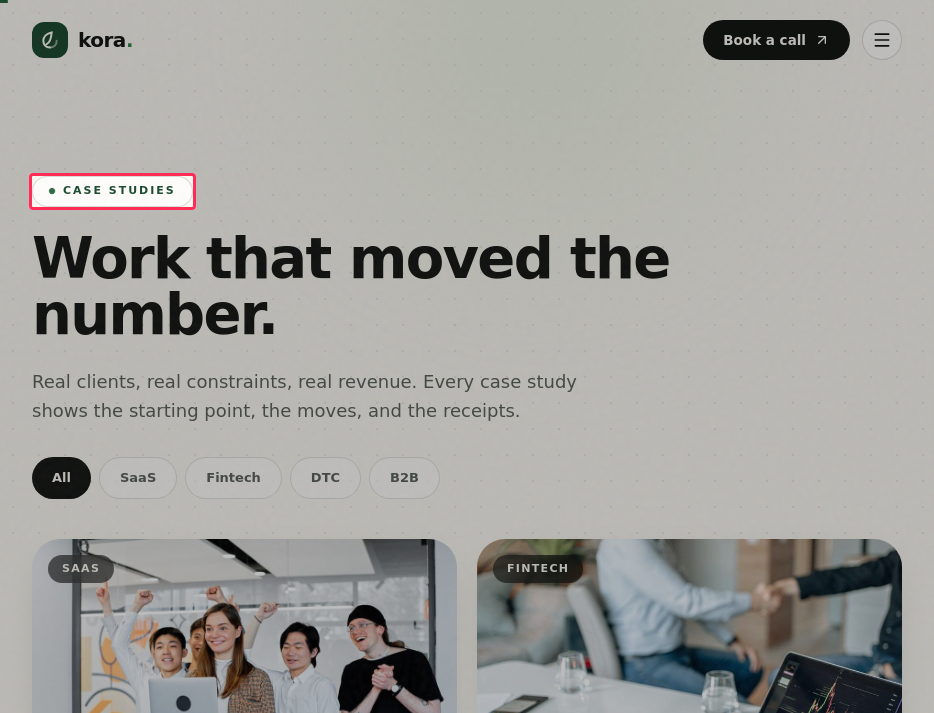 kora.
Book a call
CASE STUDIES
Work that moved the
number.
Real clients, real constraints, real revenue. Every case study
shows the starting point, the moves, and the receipts.
All
SaaS
Fintech
DTC
B2B
SAAS
FINTECH